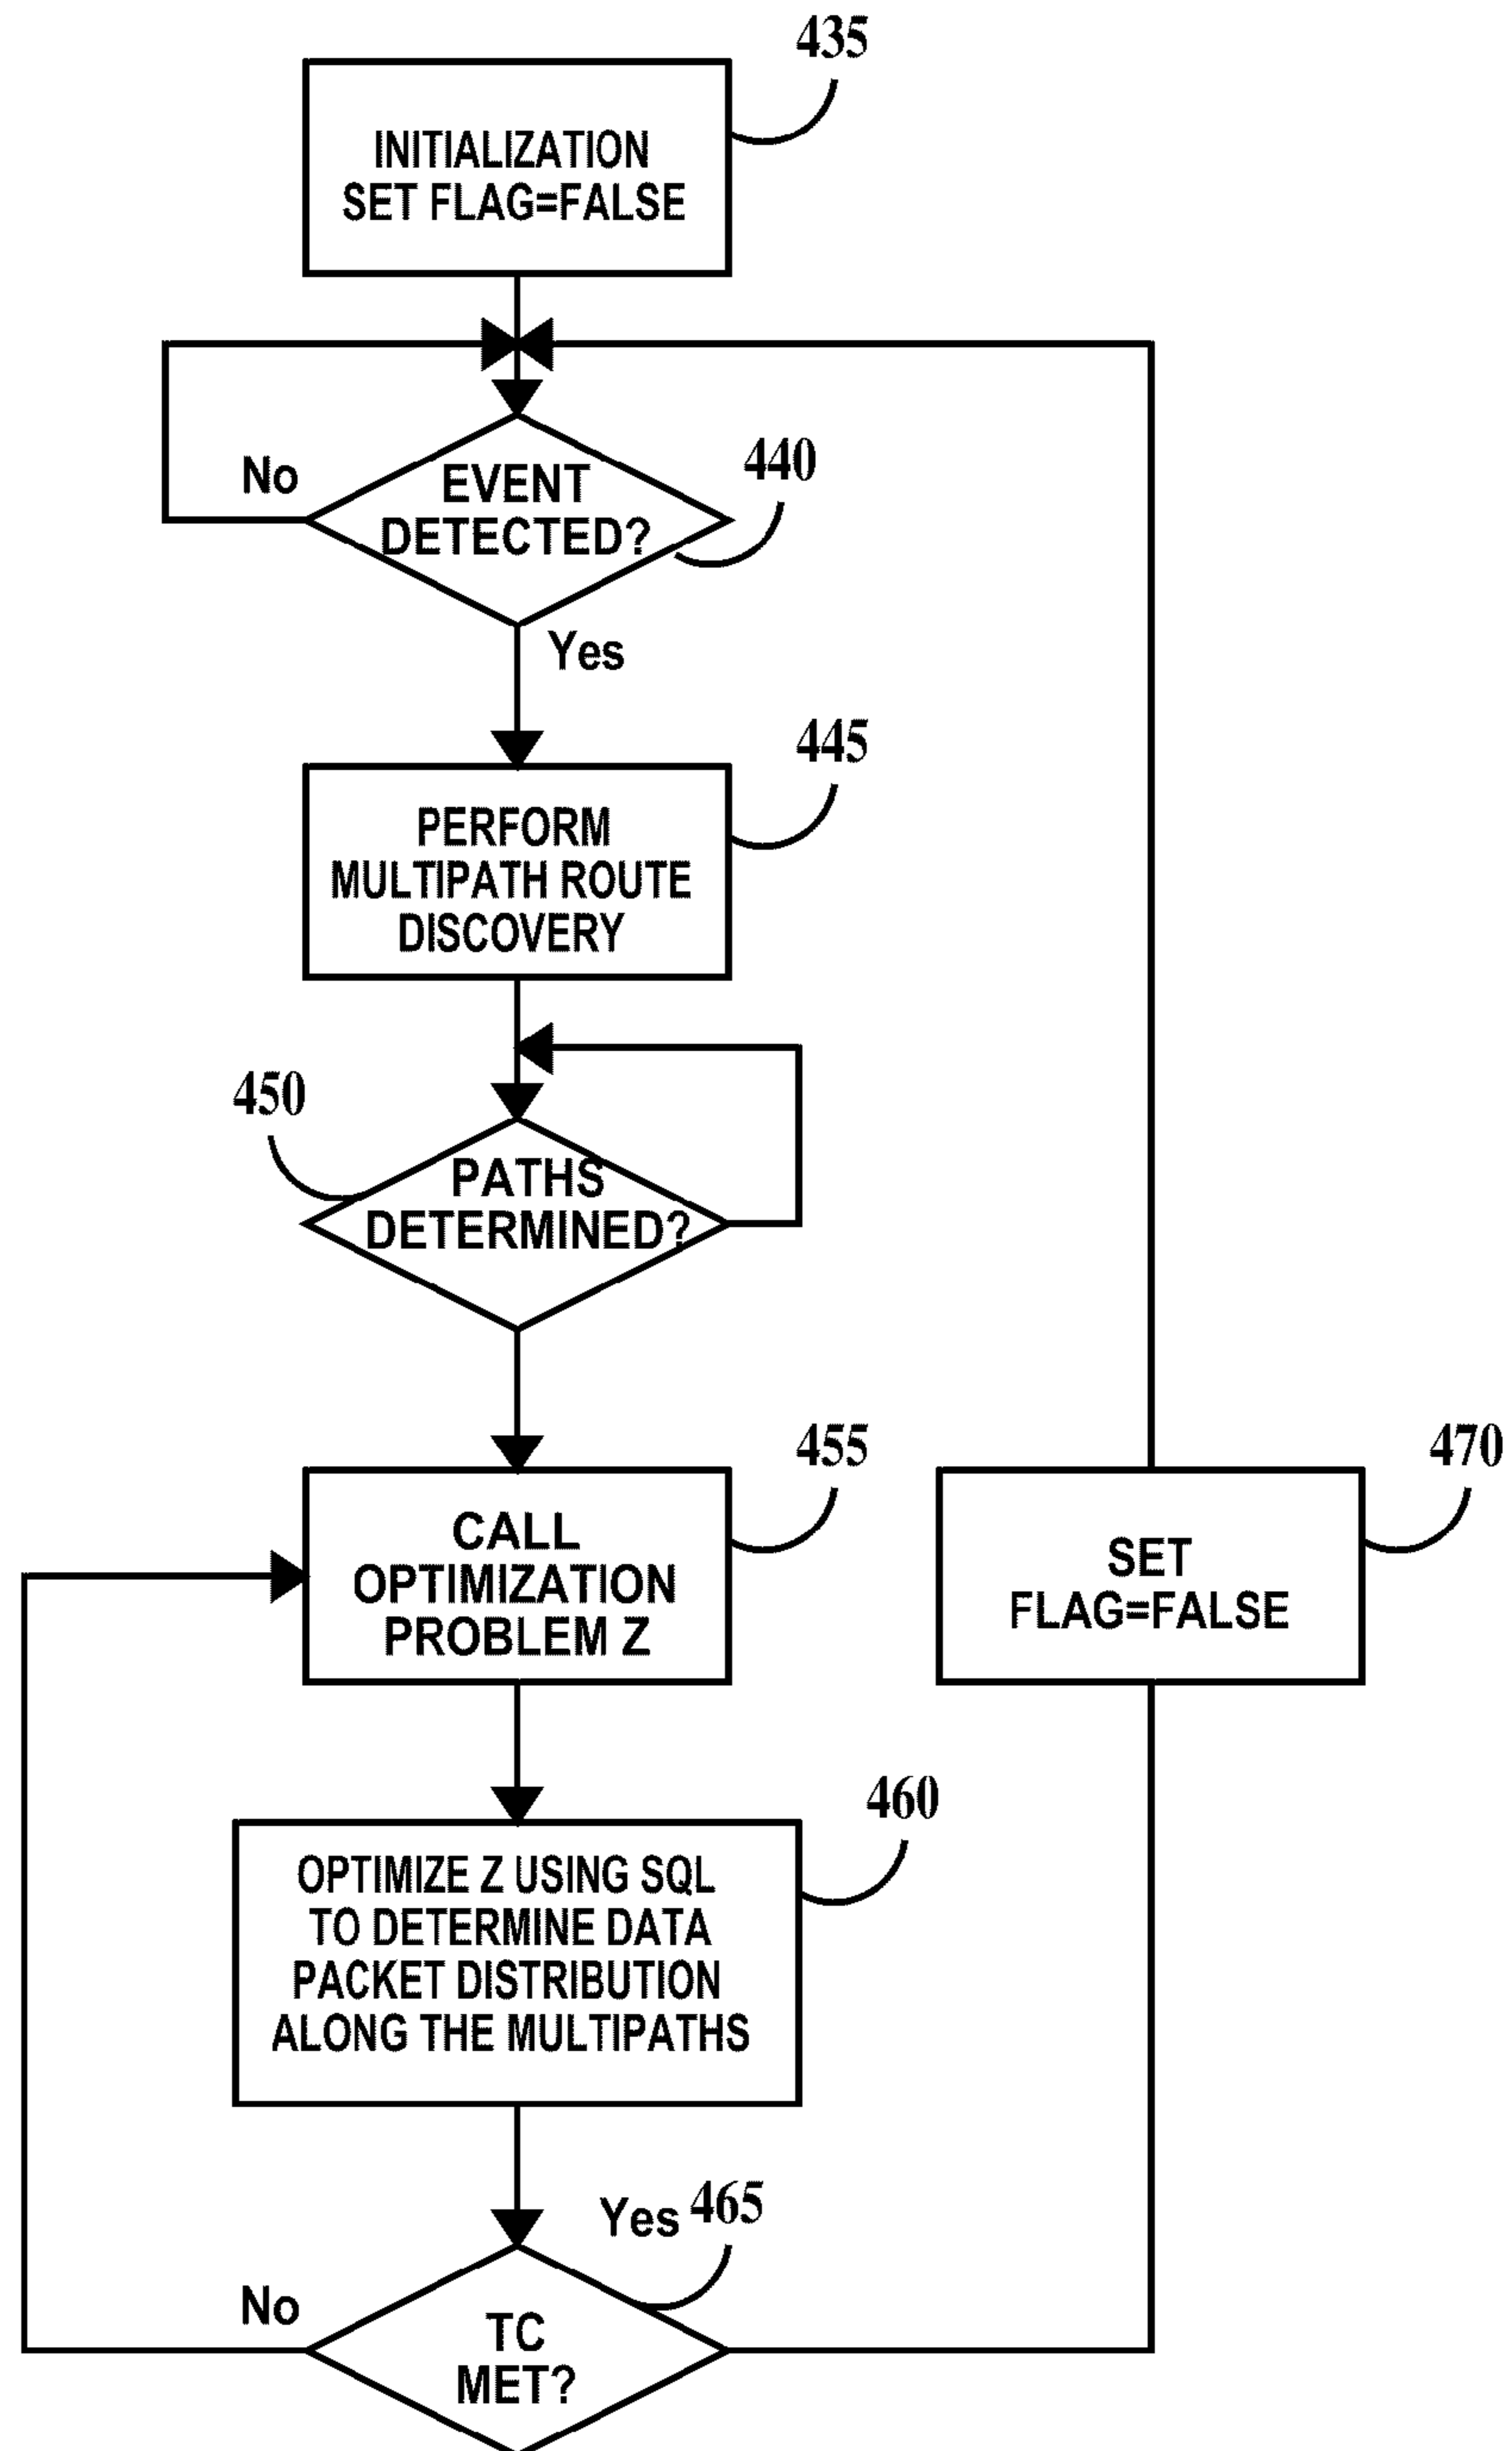 435
INITIALIZATION
SET FLAG=FALSE
440
No
EVENT
DETECTED?
Yes
445
PERFORM
MULTIPATH ROUTE
DISCOVERY
450
PATHS
DETERMINED?
455
CALL
OPTIMIZATION
PROBLEM Z
470
SET
FLAG=FALSE
460
OPTIMIZE Z USING SQL
TO DETERMINE DATA
PACKET DISTRIBUTION
ALONG THE MULTIPATHS
Yes 465
No
TC
MET?